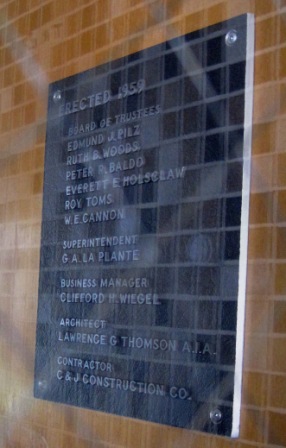 ERECTED 1959
BOARD OF TRUSTEES
EDMUND J. PILZ
RUTH B. WOODS
PETER R. BALDO
EVERETT E. HOLSCLAW
ROY TOMS
W. E. CANNON
SUPERINTENDENT
G. A. LA PLANTE
BUSINESS MANAGER
CLIFFORD H. WIEGEL
ARCHITECT
LAWRENCE G THOMSON A.I.A.
CONTRACTOR
C & J CONSTRUCTION CO.